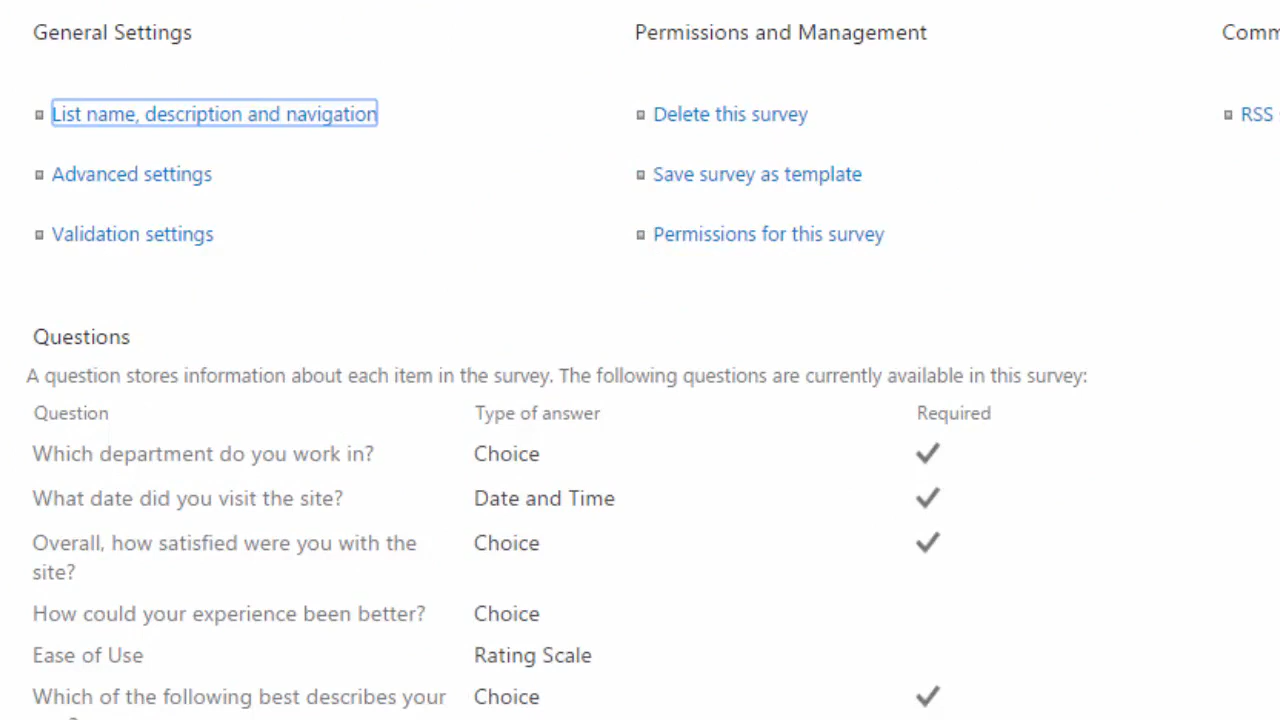 General Settings
Permissions and Management
List name, description and navigation
Delete this survey
RSS
Advanced settings
Save survey as template
Validation settings
Permissions for this survey
Questions
A question stores information about each item in the survey. The following questions are currently available in this survey:
Question
Type of answer
Required
Which department do you work in?
Choice
What date did you visit the site?
Date and Time
Overall, how satisfied were you with the
site?
Choice
How could your experience been better?
Choice
Ease of Use
Rating Scale
Which of the following best describes your
Choice